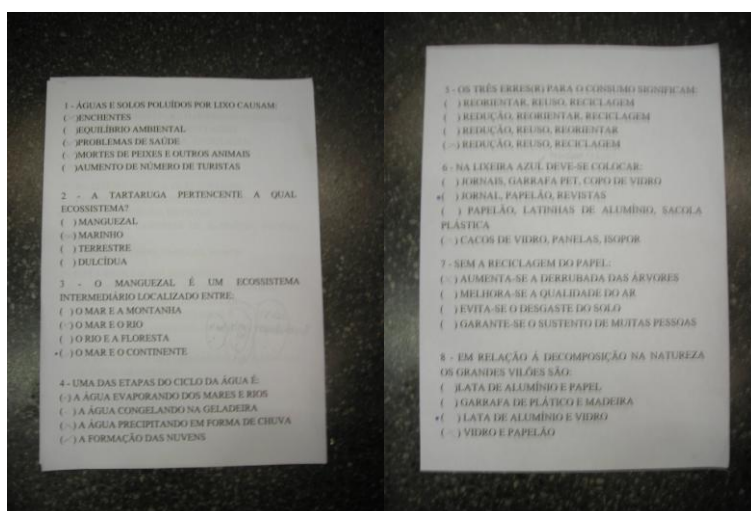 1 - ÁGUAS E SOLOS POLUÍDOS POR LIXO CAUSAM:
(×)ENCHENTES
( )EQUILÍBRIO AMBIENTAL
(×)PROBLEMAS DE SAÚDE
(×)MORTES DE PEIXES E OUTROS ANIMAIS
( )AUMENTO DE NÚMERO DE TURISTAS
2 - A TARTARUGA PERTENCENTE A QUAL
ECOSSISTEMA?
( ) MANGUEZAL
(×) MARINHO
( ) TERRESTRE
( ) DULCÍDUA
3 - O MANGUEZAL É UM ECOSSISTEMA
INTERMEDIÁRIO LOCALIZADO ENTRE:
( ) O MAR E A MONTANHA
(×) O MAR E O RIO
( ) O RIO E A FLORESTA
•( ) O MAR E O CONTINENTE
4 - UMA DAS ETAPAS DO CICLO DA ÁGUA É:
(×) A ÁGUA EVAPORANDO DOS MARES E RIOS
( ) A ÁGUA CONGELANDO NA GELADEIRA
(×) A ÁGUA PRECIPITANDO EM FORMA DE CHUVA
(×) A FORMAÇÃO DAS NUVENS
5 - OS TRÊS ERRES(R) PARA O CONSUMO SIGNIFICAM:
( ) REORIENTAR, REUSO, RECICLAGEM
( ) REDUÇÃO, REORIENTAR, RECICLAGEM
( ) REDUÇÃO, REUSO, REORIENTAR
(×) REDUÇÃO, REUSO, RECICLAGEM
6 - NA LIXEIRA AZUL DEVE-SE COLOCAR:
( ) JORNAIS, GARRAFA PET, COPO DE VIDRO
•( ) JORNAL, PAPELÃO, REVISTAS
( ) PAPELÃO, LATINHAS DE ALUMÍNIO, SACOLA
PLÁSTICA
(×) CACOS DE VIDRO, PANELAS, ISOPOR
7 - SEM A RECICLAGEM DO PAPEL:
(×) AUMENTA-SE A DERRUBADA DAS ÁRVORES
( ) MELHORA-SE A QUALIDADE DO AR
( ) EVITA-SE O DESGASTE DO SOLO
( ) GARANTE-SE O SUSTENTO DE MUITAS PESSOAS
8 - EM RELAÇÃO Á DECOMPOSIÇÃO NA NATUREZA
OS GRANDES VILÕES SÃO:
( )LATA DE ALUMÍNIO E PAPEL
( ) GARRAFA DE PLÁTICO E MADEIRA
•( ) LATA DE ALUMÍNIO E VIDRO
(×) VIDRO E PAPELÃO